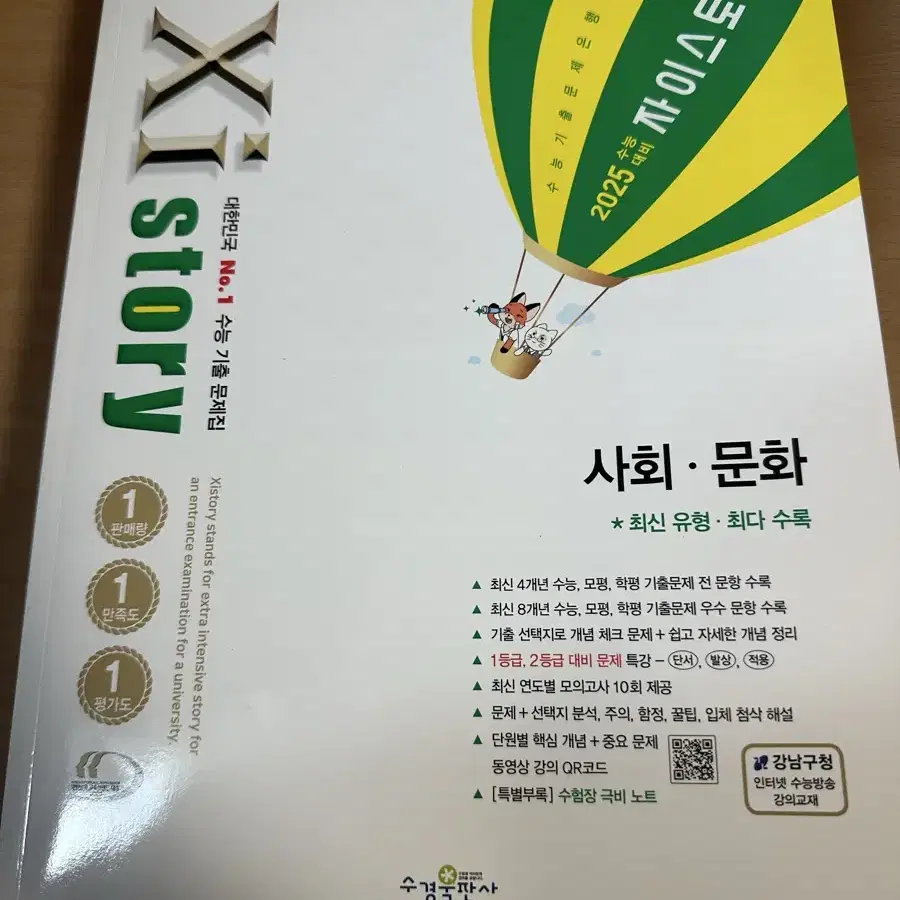 Xi
story
대한민국 No.1 수능 기출 문제집
Xistory stands for extra intensive story for
an entrance examination for a university.
1
판매량
1
만족도
1
평가도
수능기출문제은행
2025 수능
대비
자이스토
사회·문화
* 최신 유형·최다 수록
▲ 최신 4개년 수능, 모평, 학평 기출문제 전 문항 수록
▲ 최신 8개년 수능, 모평, 학평 기출문제 우수 문항 수록
▲ 기출 선택지로 개념 체크 문제 + 쉽고 자세한 개념 정리
▲ 1등급, 2등급 대비 문제 특강 – 단서, 발상, 적용
▲ 최신 연도별 모의고사 10회 제공
▲ 문제 + 선택지 분석, 주의, 함정, 꿀팁, 입체 첨삭 해설
▲ 단원별 핵심 개념 + 중요 문제
동영상 강의 QR코드
▲ [특별부록] 수험장 극비 노트
강남구청
인터넷 수능방송
강의교재
수경출판사